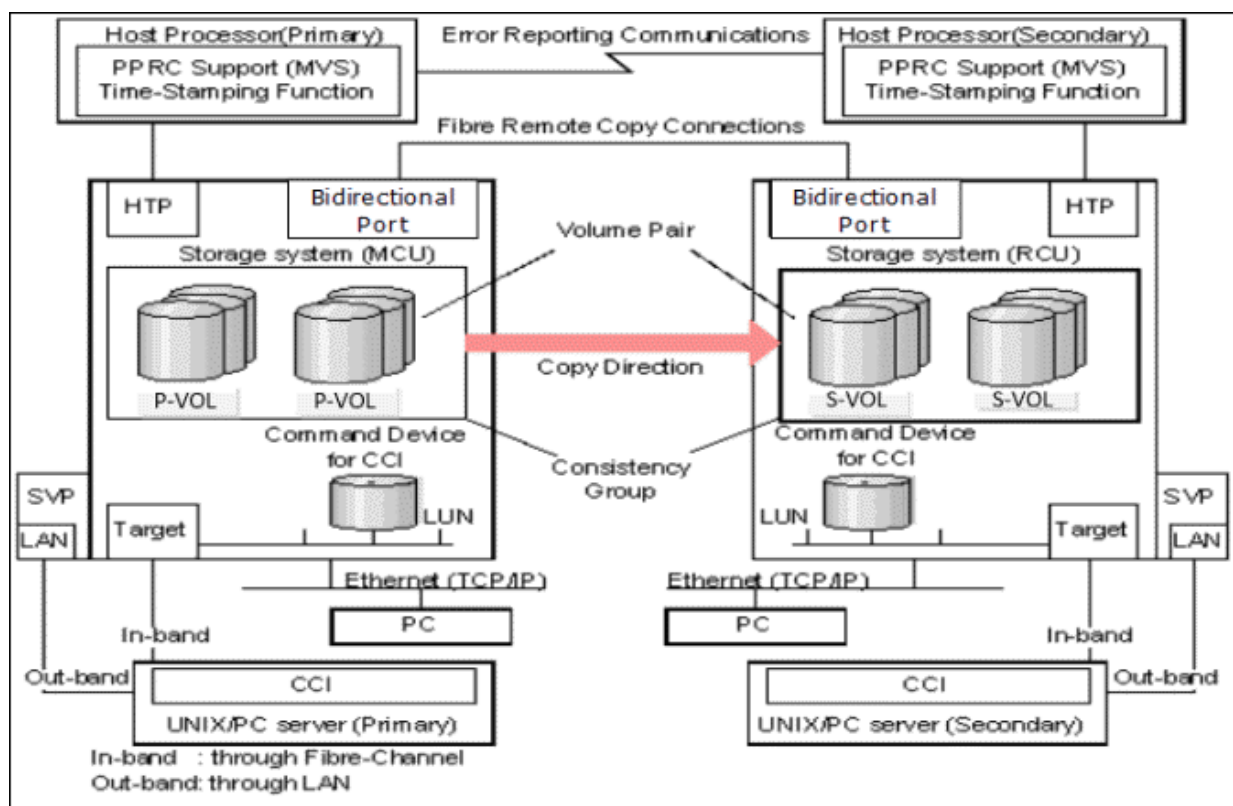 Host Processor(Primary)
PPRC Support (MVS)
Time-Stamping Function
Error Reporting Communications
Host Processor(Secondary)
PPRC Support (MVS)
Time-Stamping Function
Fibre Remote Copy Connections
HTP
Bidirectional
Port
Storage system (MCU)
P-VOL
P-VOL
Volume Pair
Copy Direction
Bidirectional
Port
HTP
Storage system (RCU)
S-VOL
S-VOL
Command Device
for CCI
LUN
Consistency
Group
Command Device
for CCI
LUN
SVP
LAN
Target
Target
SVP
LAN
Ethernet (TCP/IP)
PC
Ethernet (TCP/IP)
PC
In-band
Out-band
CCI
UNIX/PC server (Primary)
In-band
Out-band
CCI
UNIX/PC server (Secondary)
In-band : through Fibre-Channel
Out-band: through LAN